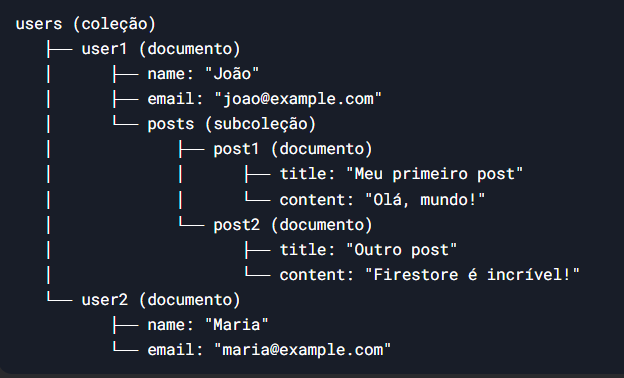 users (coleção)
├── user1 (documento)
│ ├── name: "João"
│ ├── email: "joao@example.com"
│ └── posts (subcoleção)
│ ├── post1 (documento)
│ │ ├── title: "Meu primeiro post"
│ │ └── content: "Olá, mundo!"
│ └── post2 (documento)
│ ├── title: "Outro post"
│ └── content: "Firestore é incrível!"
└── user2 (documento)
├── name: "Maria"
└── email: "maria@example.com"